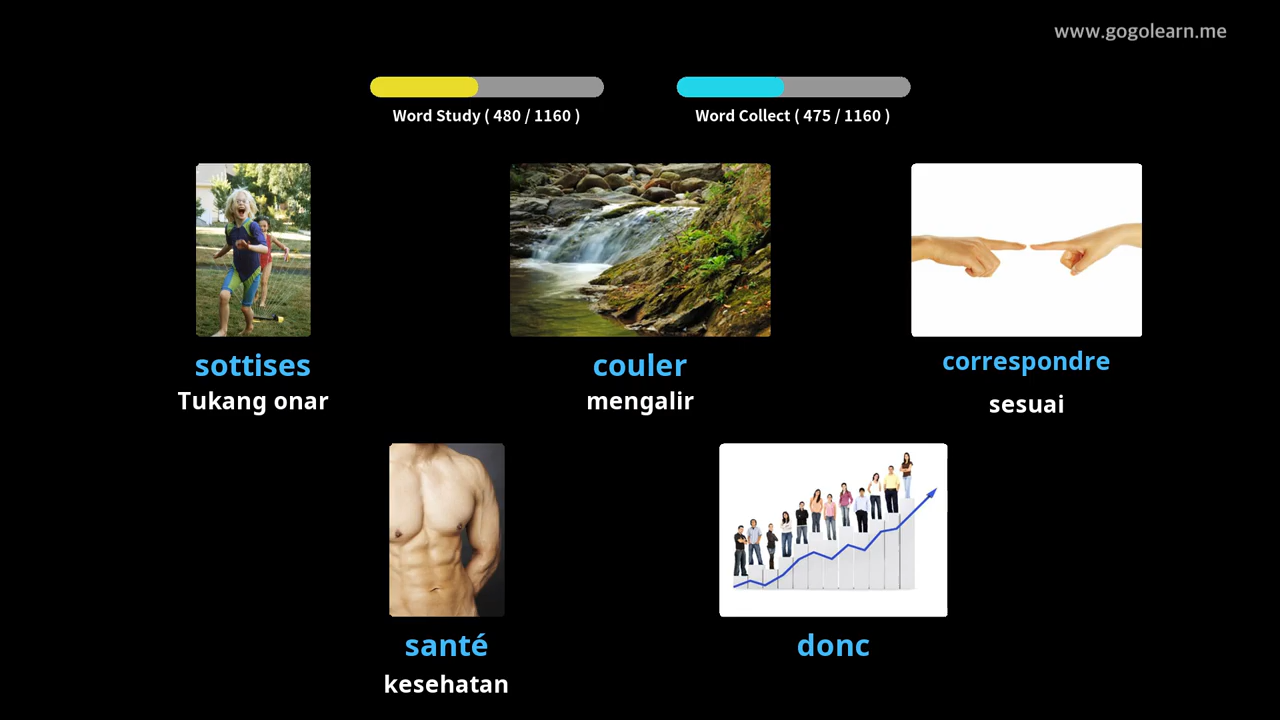 www.gogolearn.me
Word Study ( 480 / 1160 )
Word Collect ( 475 / 1160 )
sottises
Tukang onar
couler
mengalir
correspondre
sesuai
santé
kesehatan
donc